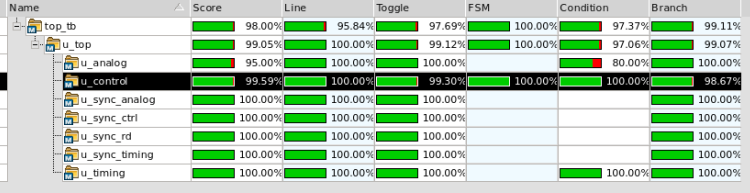 Name Score Line Toggle FSM Condition Branch
top_tb 98.00% 95.84% 97.69% 100.00% 97.37% 99.11%
u_top 99.05% 100.00% 99.12% 100.00% 97.06% 99.07%
u_analog 95.00% 100.00% 100.00% 80.00% 100.00%
u_control 99.59% 100.00% 99.30% 100.00% 100.00% 98.67%
u_sync_analog 100.00% 100.00% 100.00% 100.00%
u_sync_ctrl 100.00% 100.00% 100.00% 100.00%
u_sync_rd 100.00% 100.00% 100.00% 100.00%
u_sync_timing 100.00% 100.00% 100.00% 100.00%
u_timing 100.00% 100.00% 100.00% 100.00% 100.00%